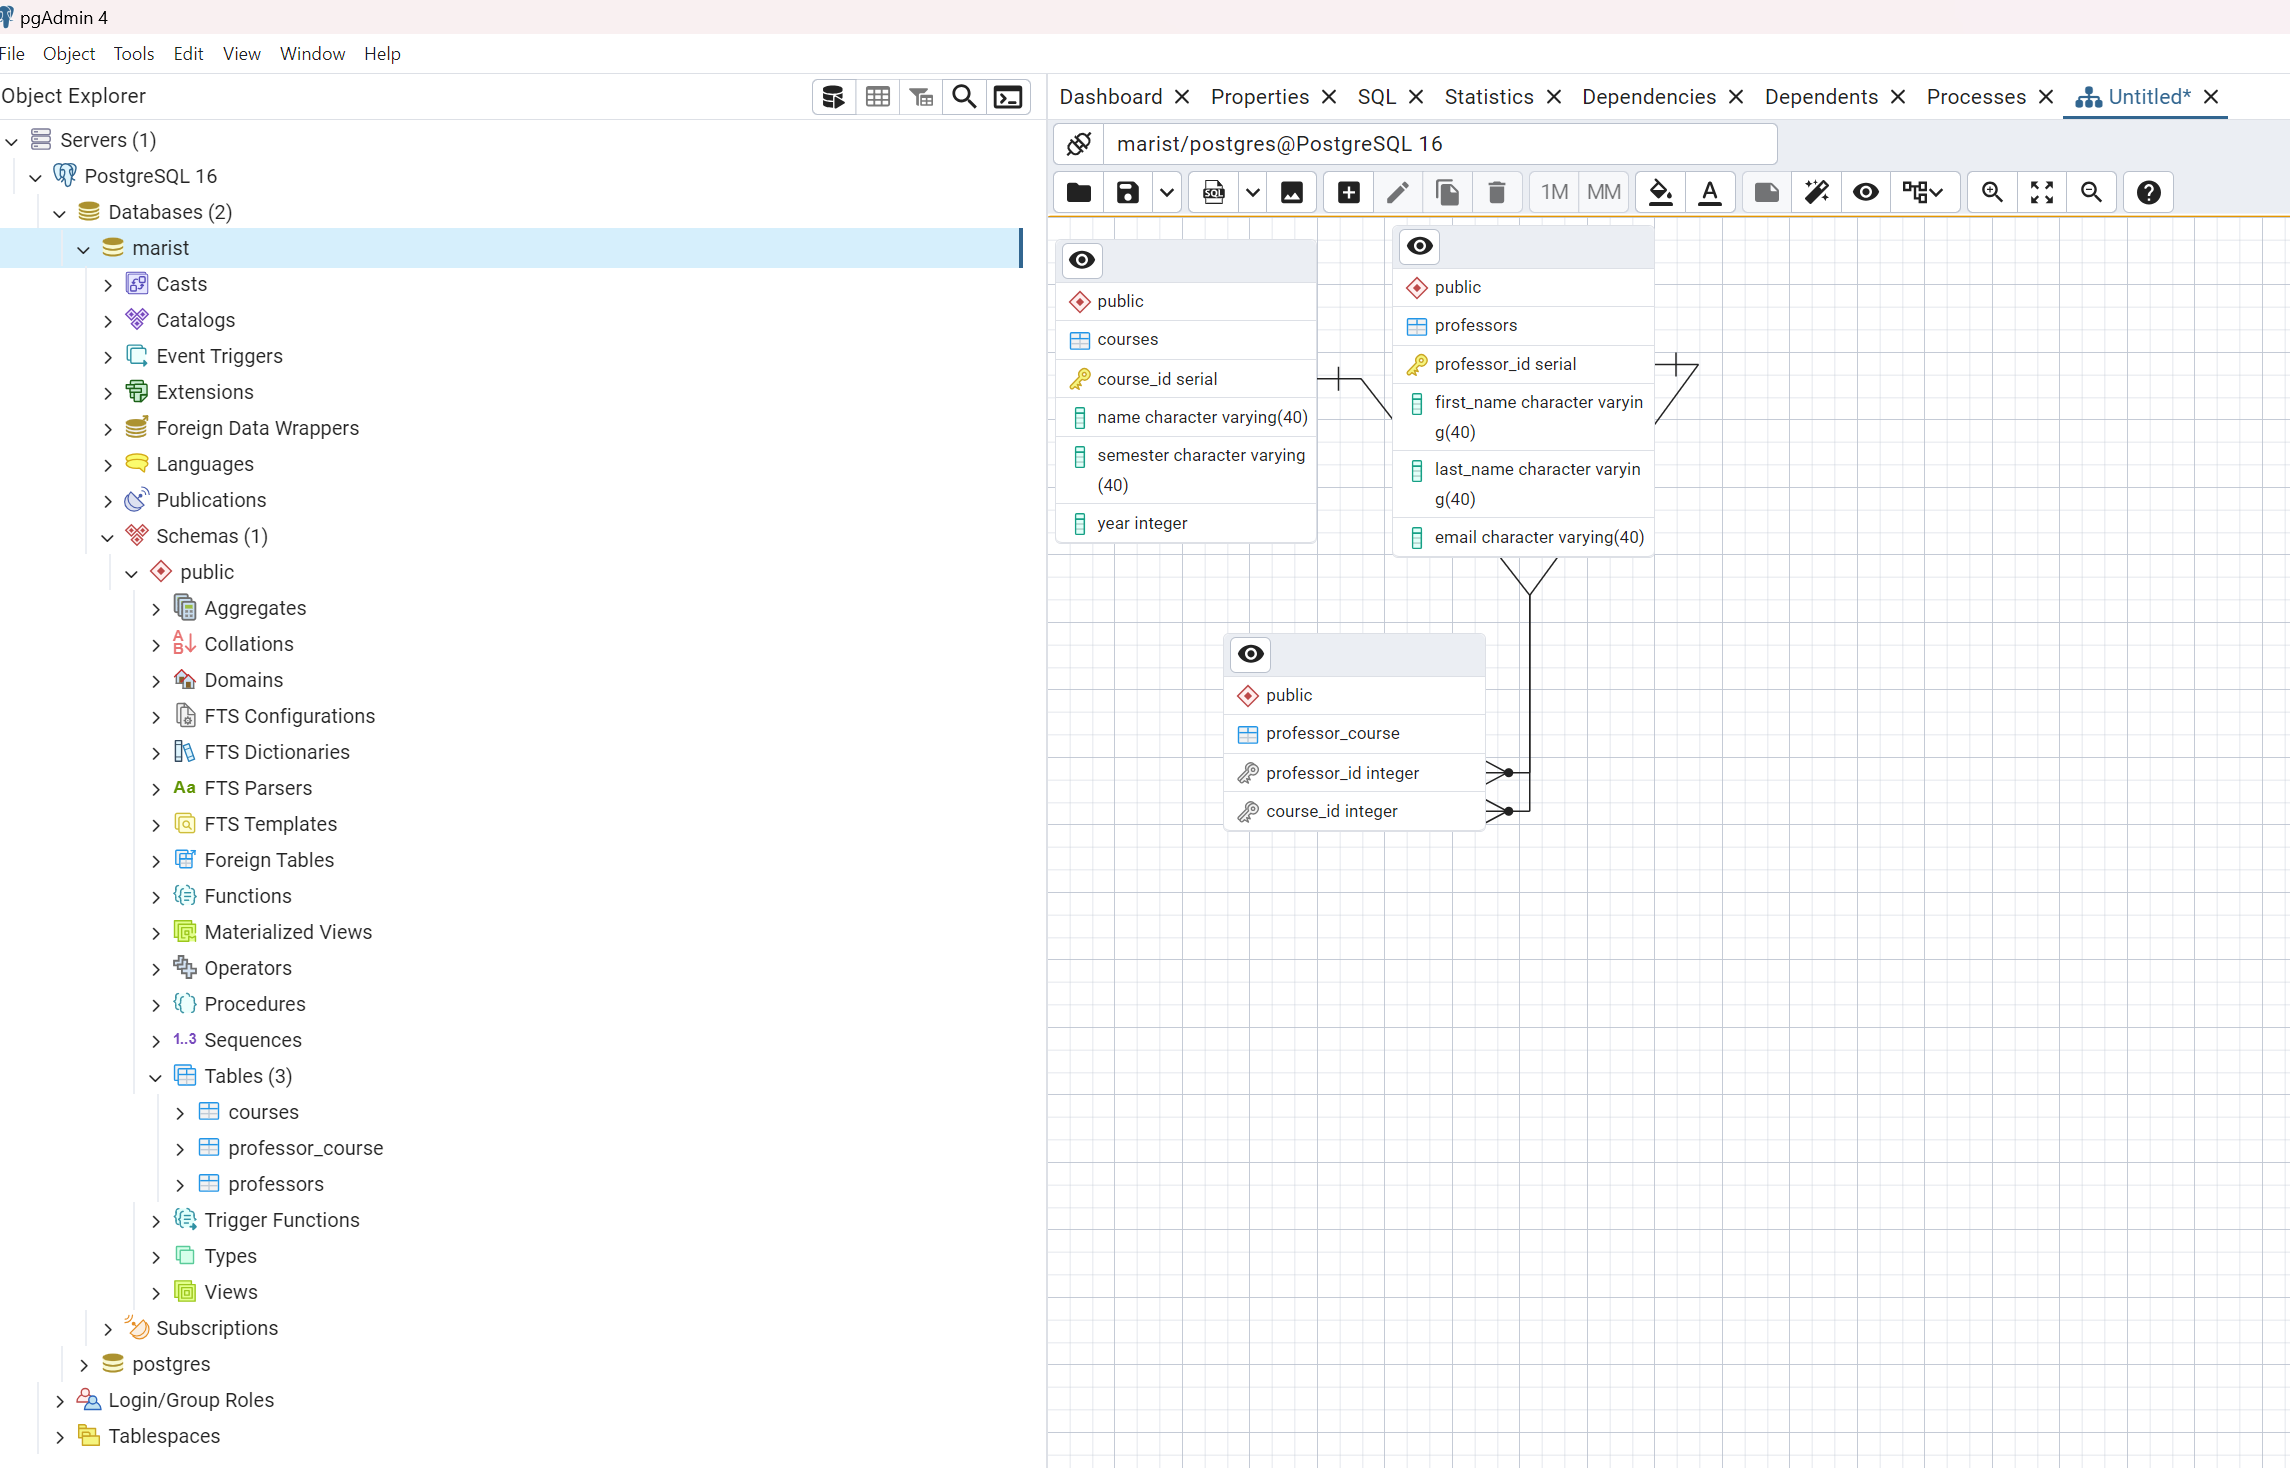 pgAdmin 4
File Object Tools Edit View Window Help
Object Explorer
Servers (1)
PostgreSQL 16
Databases (2)
marist
Casts
Catalogs
Event Triggers
Extensions
Foreign Data Wrappers
Languages
Publications
Schemas (1)
public
Aggregates
Collations
Domains
FTS Configurations
FTS Dictionaries
Aa FTS Parsers
FTS Templates
Foreign Tables
Functions
Materialized Views
Operators
Procedures
1..3 Sequences
Tables (3)
courses
professor_course
professors
Trigger Functions
Types
Views
Subscriptions
postgres
Login/Group Roles
Tablespaces
Dashboard Properties SQL Statistics Dependencies Dependents Processes Untitled*
marist/postgres@PostgreSQL 16
SQL 1M MM A
public
courses
course_id serial
name character varying(40)
semester character varying
(40)
year integer
public
professors
professor_id serial
first_name character varyin
g(40)
last_name character varyin
g(40)
email character varying(40)
public
professor_course
professor_id integer
course_id integer